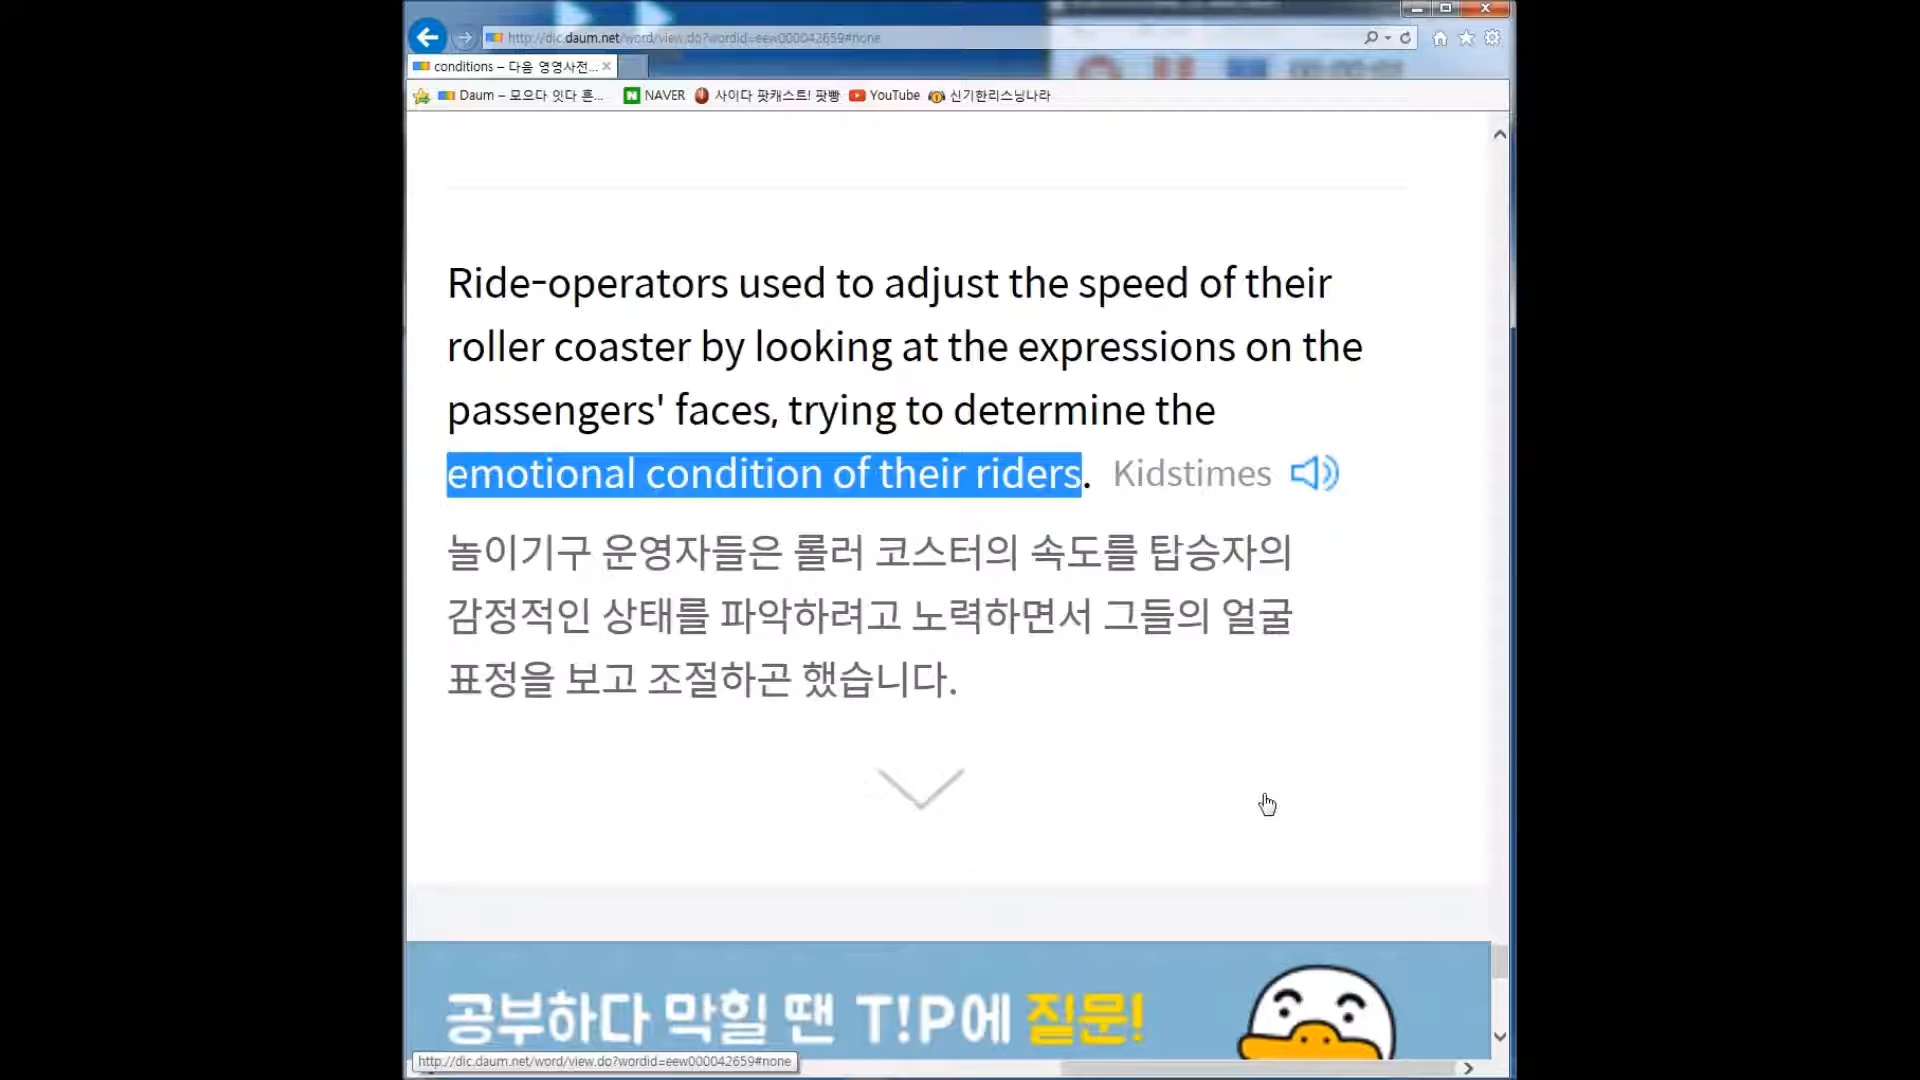 http://dic.daum.net/word/view.do?wordid=eew000042659#none
conditions – 다음 영영사전...
Daum – 모으다 잇다 흔...
NAVER
사이다 팟캐스트! 팟빵
YouTube
신기한리스닝나라
Ride-operators used to adjust the speed of their
roller coaster by looking at the expressions on the
passengers' faces, trying to determine the
emotional condition of their riders. Kidstimes
놀이기구 운영자들은 롤러 코스터의 속도를 탑승자의
감정적인 상태를 파악하려고 노력하면서 그들의 얼굴
표정을 보고 조절하곤 했습니다.
공부하다 막힐 땐 T!P에 질문!
http://dic.daum.net/word/view.do?wordid=eew000042659#none